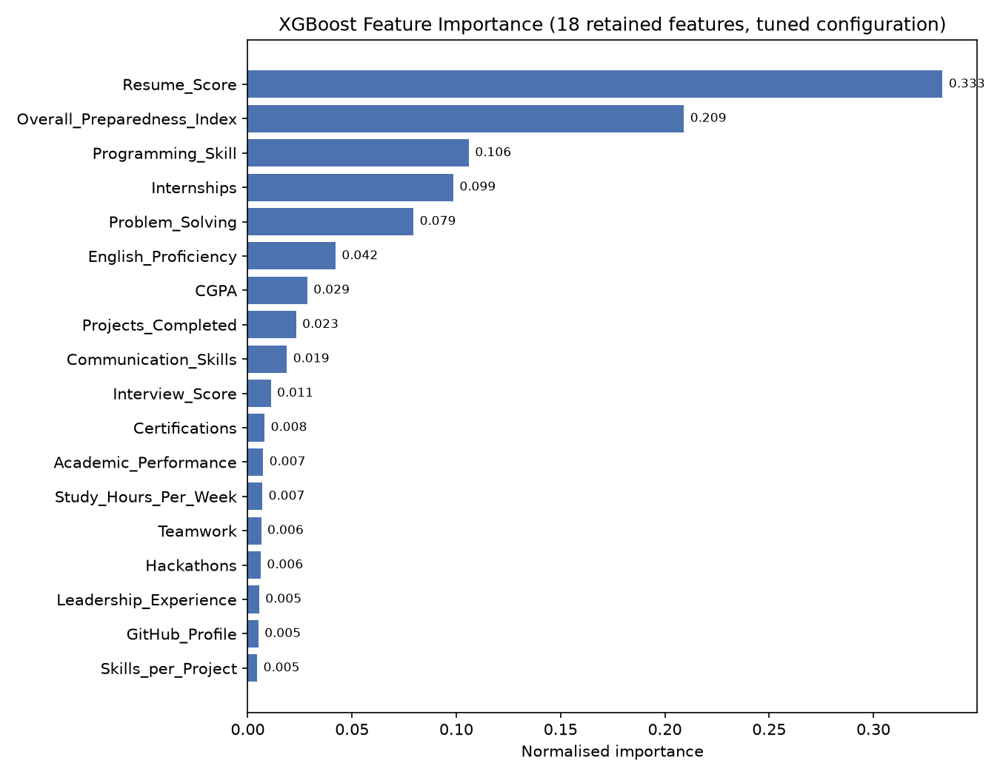 XGBoost Feature Importance (18 retained features, tuned configuration)
Resume_Score 0.333
Overall_Preparedness_Index 0.209
Programming_Skill 0.106
Internships 0.099
Problem_Solving 0.079
English_Proficiency 0.042
CGPA 0.029
Projects_Completed 0.023
Communication_Skills 0.019
Interview_Score 0.011
Certifications 0.008
Academic_Performance 0.007
Study_Hours_Per_Week 0.007
Teamwork 0.006
Hackathons 0.006
Leadership_Experience 0.005
GitHub_Profile 0.005
Skills_per_Project 0.005
0.00 0.05 0.10 0.15 0.20 0.25 0.30
Normalised importance